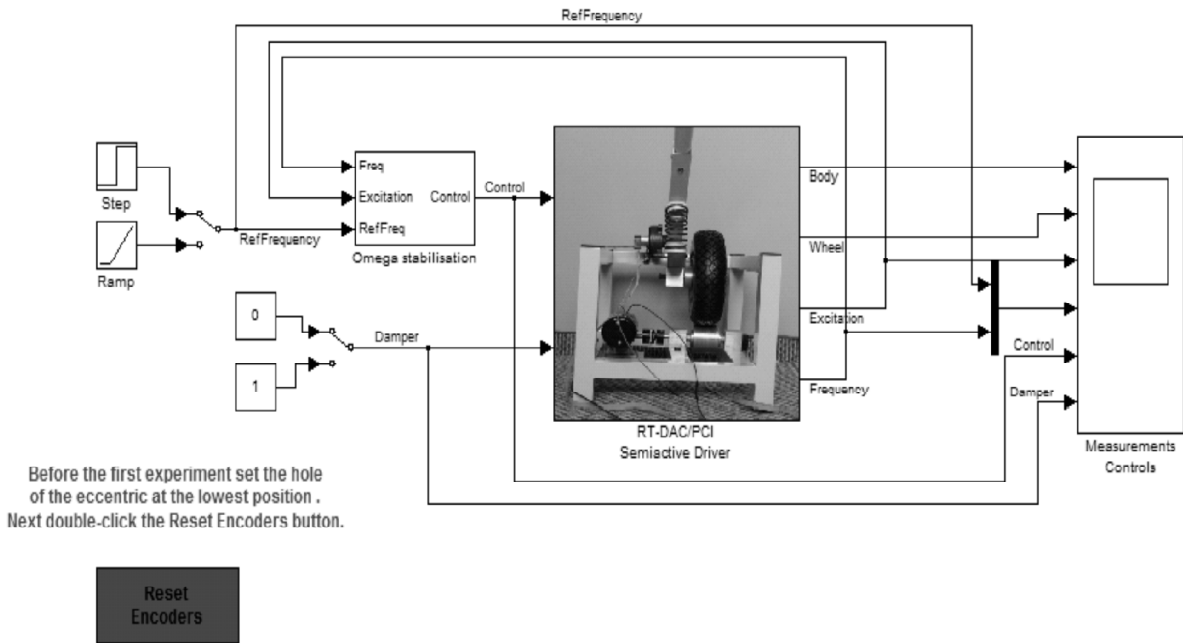 RefFrequency
Step
Ramp
RefFrequency
Freq
Excitation
RefFreq
Control
Omega stabilisation
Control
0
1
Damper
Body
Wheel
Excitation
Frequency
RT-DAC/PCI
Semiactive Driver
Control
Damper
Measurements
Controls
Before the first experiment set the hole
of the eccentric at the lowest position .
Next double-click the Reset Encoders button.
Reset
Encoders